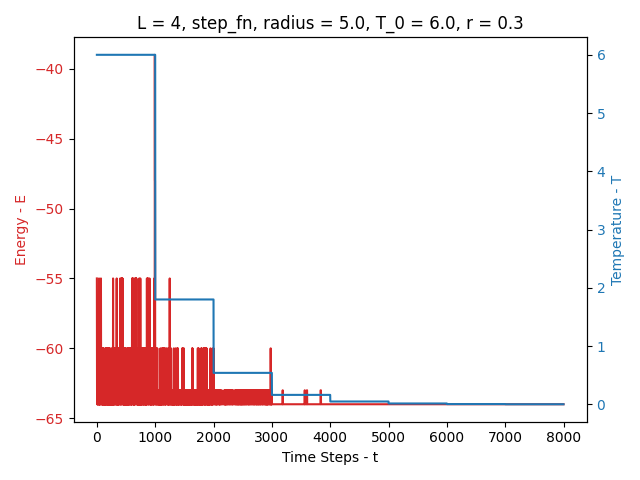 L = 4, step_fn, radius = 5.0, T_0 = 6.0, r = 0.3
Energy - E
−40
−45
−50
−55
−60
−65
6
5
4
3
2
1
0
Temperature - T
0 1000 2000 3000 4000 5000 6000 7000 8000
Time Steps - t